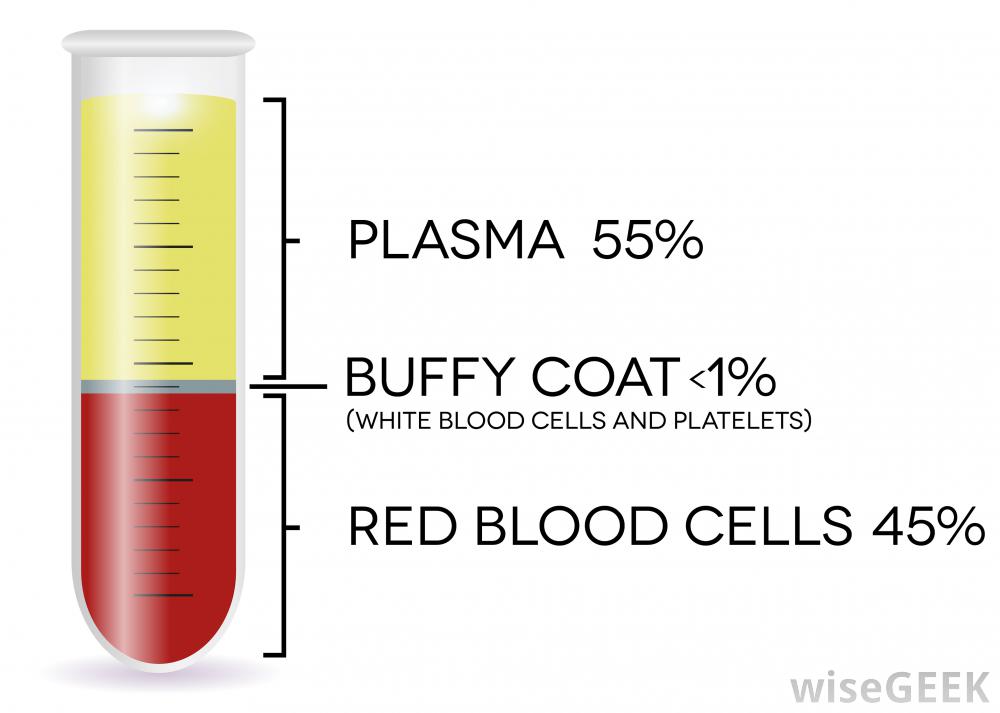 PLASMA 55%
BUFFY COAT <1%
(WHITE BLOOD CELLS AND PLATELETS)
RED BLOOD CELLS 45%
wiseGEEK